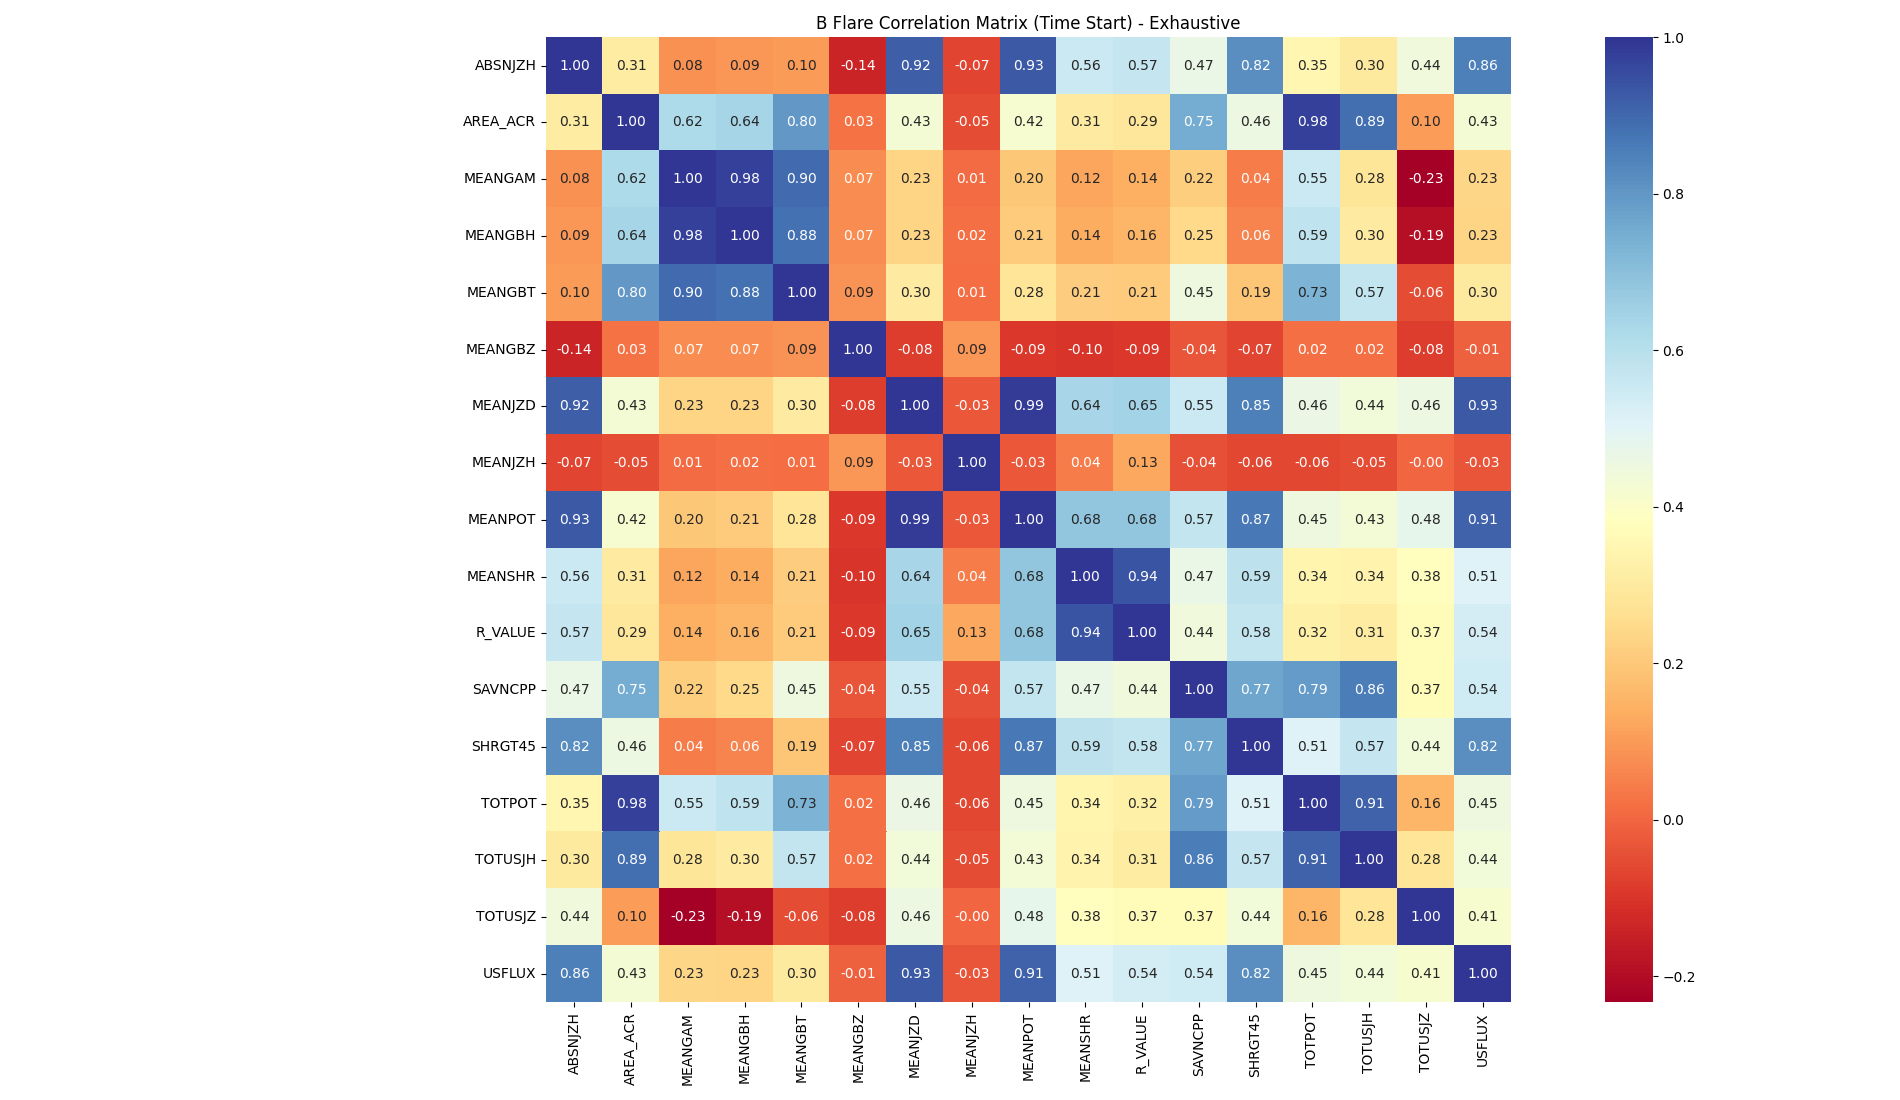 B Flare Correlation Matrix (Time Start) - Exhaustive
ABSNJZH 1.00 0.31 0.08 0.09 0.10 -0.14 0.92 -0.07 0.93 0.56 0.57 0.47 0.82 0.35 0.30 0.44 0.86
AREA_ACR 0.31 1.00 0.62 0.64 0.80 0.03 0.43 -0.05 0.42 0.31 0.29 0.75 0.46 0.98 0.89 0.10 0.43
MEANGAM 0.08 0.62 1.00 0.98 0.90 0.07 0.23 0.01 0.20 0.12 0.14 0.22 0.04 0.55 0.28 -0.23 0.23
MEANGBH 0.09 0.64 0.98 1.00 0.88 0.07 0.23 0.02 0.21 0.14 0.16 0.25 0.06 0.59 0.30 -0.19 0.23
MEANGBT 0.10 0.80 0.90 0.88 1.00 0.09 0.30 0.01 0.28 0.21 0.21 0.45 0.19 0.73 0.57 -0.06 0.30
MEANGBZ -0.14 0.03 0.07 0.07 0.09 1.00 -0.08 0.09 -0.09 -0.10 -0.09 -0.04 -0.07 0.02 0.02 -0.08 -0.01
MEANJZD 0.92 0.43 0.23 0.23 0.30 -0.08 1.00 -0.03 0.99 0.64 0.65 0.55 0.85 0.46 0.44 0.46 0.93
MEANJZH -0.07 -0.05 0.01 0.02 0.01 0.09 -0.03 1.00 -0.03 0.04 0.13 -0.04 -0.06 -0.06 -0.05 -0.00 -0.03
MEANPOT 0.93 0.42 0.20 0.21 0.28 -0.09 0.99 -0.03 1.00 0.68 0.68 0.57 0.87 0.45 0.43 0.48 0.91
MEANSHR 0.56 0.31 0.12 0.14 0.21 -0.10 0.64 0.04 0.68 1.00 0.94 0.47 0.59 0.34 0.34 0.38 0.51
R_VALUE 0.57 0.29 0.14 0.16 0.21 -0.09 0.65 0.13 0.68 0.94 1.00 0.44 0.58 0.32 0.31 0.37 0.54
SAVNCPP 0.47 0.75 0.22 0.25 0.45 -0.04 0.55 -0.04 0.57 0.47 0.44 1.00 0.77 0.79 0.86 0.37 0.54
SHRGT45 0.82 0.46 0.04 0.06 0.19 -0.07 0.85 -0.06 0.87 0.59 0.58 0.77 1.00 0.51 0.57 0.44 0.82
TOTPOT 0.35 0.98 0.55 0.59 0.73 0.02 0.46 -0.06 0.45 0.34 0.32 0.79 0.51 1.00 0.91 0.16 0.45
TOTUSJH 0.30 0.89 0.28 0.30 0.57 0.02 0.44 -0.05 0.43 0.34 0.31 0.86 0.57 0.91 1.00 0.28 0.44
TOTUSJZ 0.44 0.10 -0.23 -0.19 -0.06 -0.08 0.46 -0.00 0.48 0.38 0.37 0.37 0.44 0.16 0.28 1.00 0.41
USFLUX 0.86 0.43 0.23 0.23 0.30 -0.01 0.93 -0.03 0.91 0.51 0.54 0.54 0.82 0.45 0.44 0.41 1.00
ABSNJZH AREA_ACR MEANGAM MEANGBH MEANGBT MEANGBZ MEANJZD MEANJZH MEANPOT MEANSHR R_VALUE SAVNCPP SHRGT45 TOTPOT TOTUSJH TOTUSJZ USFLUX
1.0
0.8
0.6
0.4
0.2
0.0
−0.2